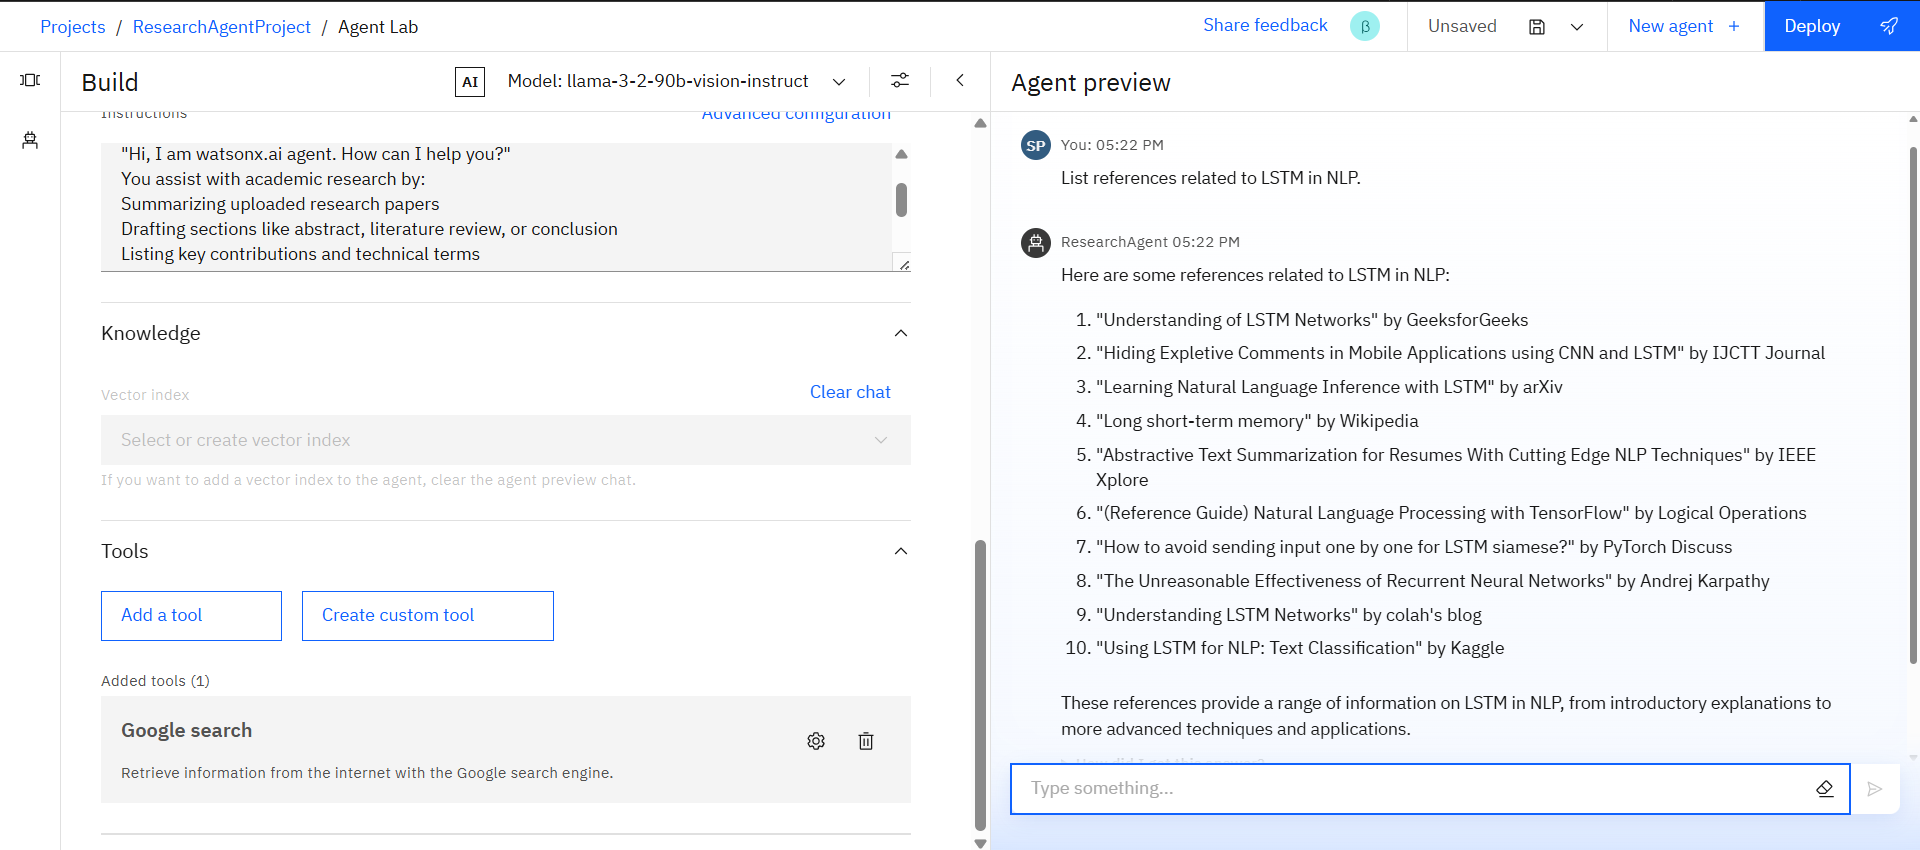 Projects / ResearchAgentProject / Agent Lab
Share feedback β Unsaved New agent + Deploy
Build
AI Model: llama-3-2-90b-vision-instruct
Instructions Advanced configuration
"Hi, I am watsonx.ai agent. How can I help you?"
You assist with academic research by:
Summarizing uploaded research papers
Drafting sections like abstract, literature review, or conclusion
Listing key contributions and technical terms
Knowledge
Vector index Clear chat
Select or create vector index
If you want to add a vector index to the agent, clear the agent preview chat.
Tools
Add a tool Create custom tool
Added tools (1)
Google search
Retrieve information from the internet with the Google search engine.
Agent preview
SP You: 05:22 PM
List references related to LSTM in NLP.
ResearchAgent 05:22 PM
Here are some references related to LSTM in NLP:
1. "Understanding of LSTM Networks" by GeeksforGeeks
2. "Hiding Expletive Comments in Mobile Applications using CNN and LSTM" by IJCTT Journal
3. "Learning Natural Language Inference with LSTM" by arXiv
4. "Long short-term memory" by Wikipedia
5. "Abstractive Text Summarization for Resumes With Cutting Edge NLP Techniques" by IEEE
Xplore
6. "(Reference Guide) Natural Language Processing with TensorFlow" by Logical Operations
7. "How to avoid sending input one by one for LSTM siamese?" by PyTorch Discuss
8. "The Unreasonable Effectiveness of Recurrent Neural Networks" by Andrej Karpathy
9. "Understanding LSTM Networks" by colah's blog
10. "Using LSTM for NLP: Text Classification" by Kaggle
These references provide a range of information on LSTM in NLP, from introductory explanations to
more advanced techniques and applications.
How did I get this answer?
Type something...